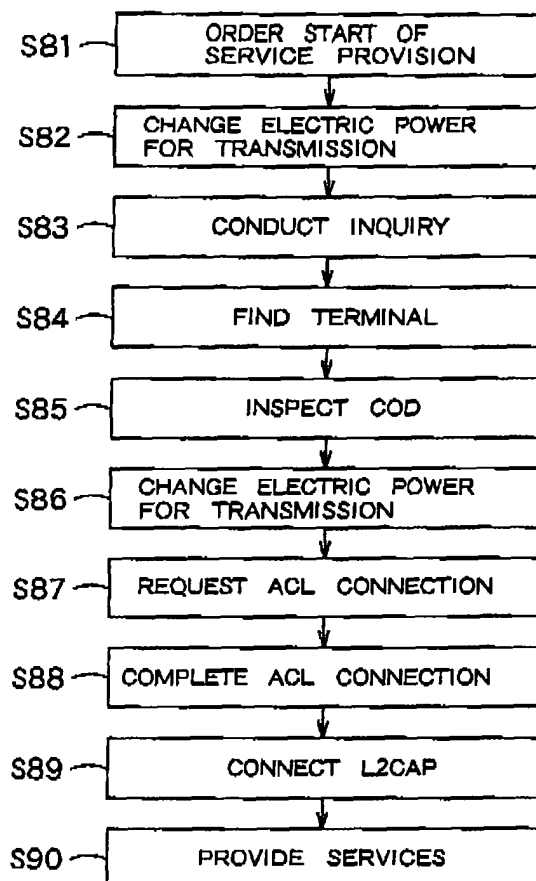 S81
ORDER START OF
SERVICE PROVISION
S82
CHANGE ELECTRIC POWER
FOR TRANSMISSION
S83
CONDUCT INQUIRY
S84
FIND TERMINAL
S85
INSPECT COD
S86
CHANGE ELECTRIC POWER
FOR TRANSMISSION
S87
REQUEST ACL CONNECTION
S88
COMPLETE ACL CONNECTION
S89
CONNECT L2CAP
S90
PROVIDE SERVICES